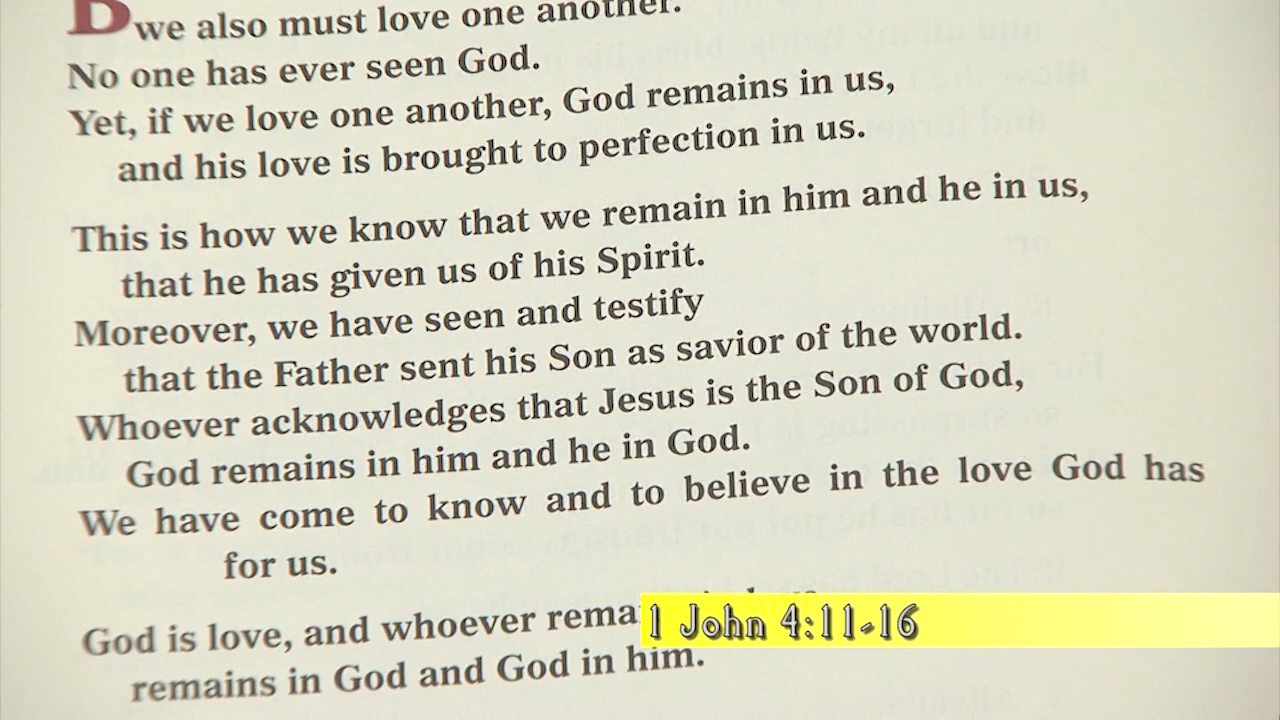 we also must love one another.
No one has ever seen God.
Yet, if we love one another, God remains in us,
and his love is brought to perfection in us.
This is how we know that we remain in him and he in us,
that he has given us of his Spirit.
Moreover, we have seen and testify
that the Father sent his Son as savior of the world.
Whoever acknowledges that Jesus is the Son of God,
God remains in him and he in God.
We have come to know and to believe in the love God has
for us.
God is love, and whoever
remains in God and God in him.
1 John 4:11-16